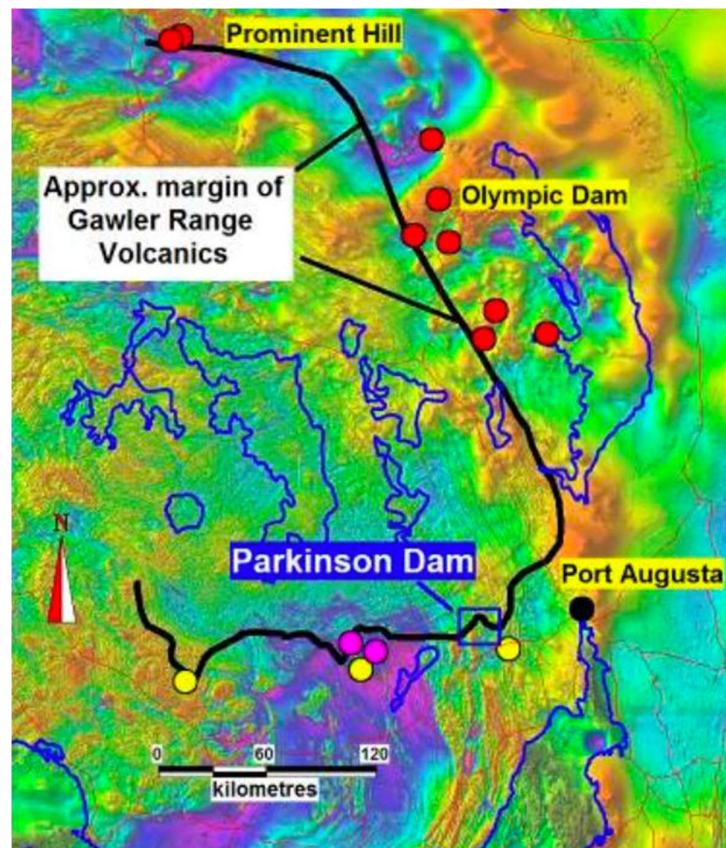 Prominent Hill
Approx. margin of
Gawler Range
Volcanics
Olympic Dam
N
Parkinson Dam
Port Augusta
0 60 120
kilometres